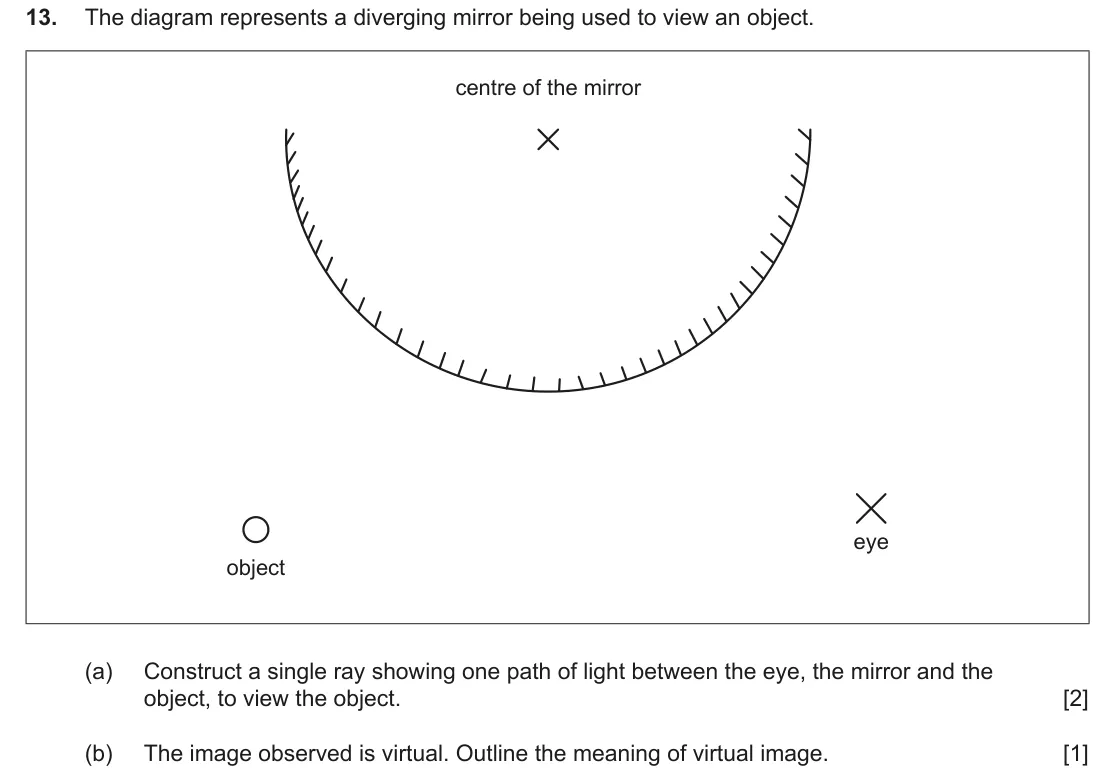 13. The diagram represents a diverging mirror being used to view an object.
centre of the mirror
object
eye
(a) Construct a single ray showing one path of light between the eye, the mirror and the
object, to view the object. [2]
(b) The image observed is virtual. Outline the meaning of virtual image. [1]